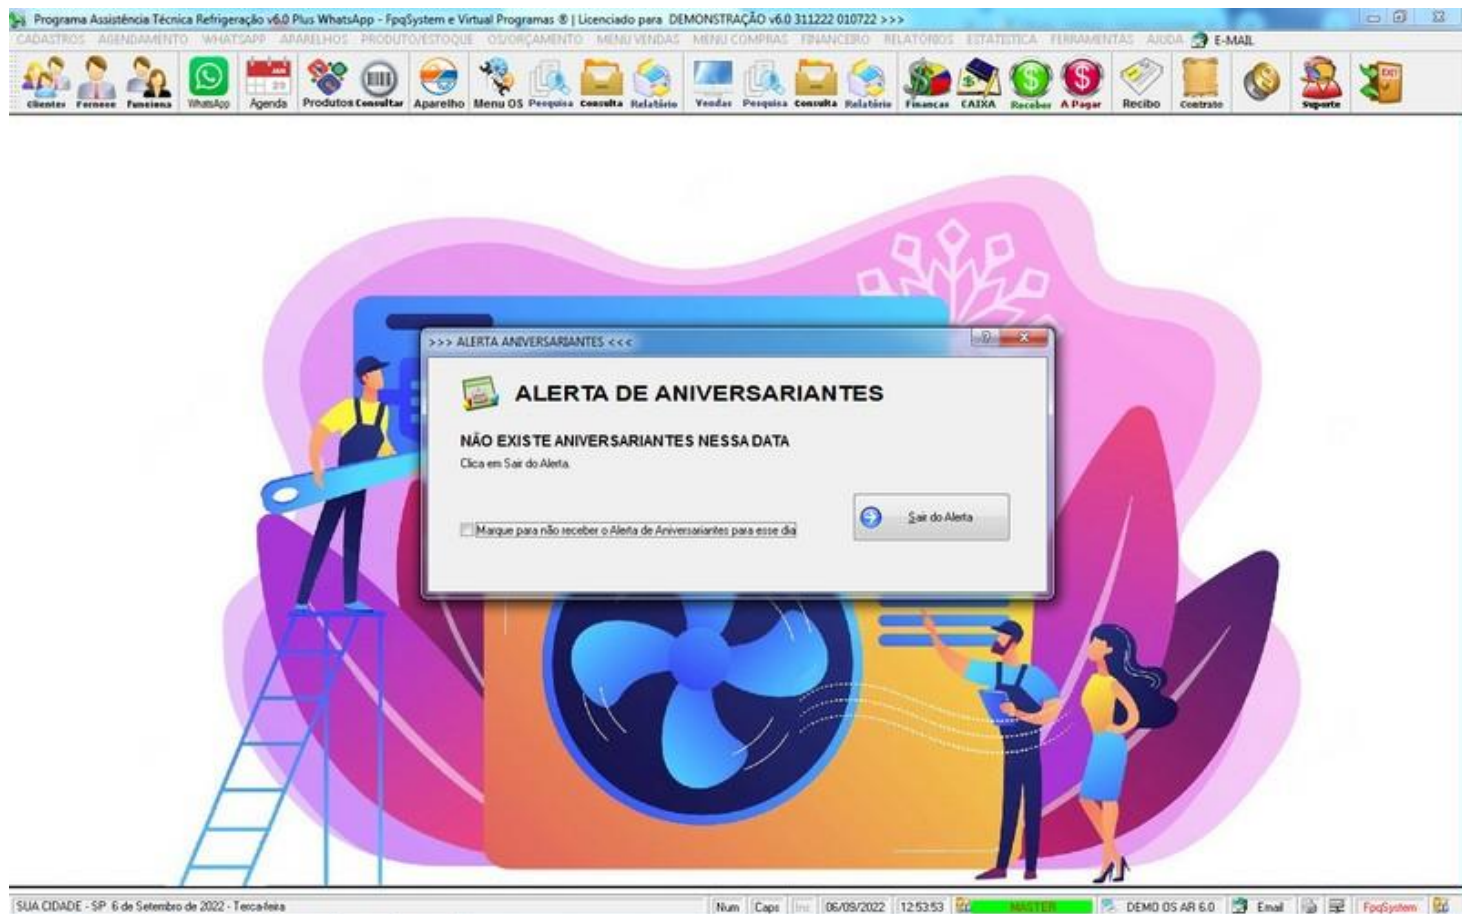 Programa Assistência Técnica Refrigeração v6.0 Plus WhatsApp - FpqSystem e Virtual Programas ® | Licenciado para DEMONSTRAÇÃO v6.0 311222 010722 >>>
CADASTROS AGENDAMENTO WHATSAPP APARELHOS PRODUTO/ESTOQUE OS/ORÇAMENTO MENU VENDAS MENU COMPRAS FINANCEIRO RELATÓRIOS ESTATISTICA FERRAMENTAS AJUDA E-MAIL
Clientes Fornece Funciona WhatsApp Agenda Produtos Consultar Aparelho Menu OS Pesquisa Consulta Relatório Vendas Pesquisa Consulta Relatório Finanças CAIXA Receber A Pagar Recibo Contrato Suporte
>>> ALERTA ANIVERSARIANTES <<<
ALERTA DE ANIVERSARIANTES
NÃO EXISTE ANIVERSARIANTES NESSA DATA
Clica em Sair do Alerta.
Marque para não receber o Alerta de Aniversariantes para esse dia
Sair do Alerta
SUA CIDADE - SP 6 de Setembro de 2022 - Terca-feira Num Caps Ins 06/09/2022 12:53:53 MASTER DEMO OS AR 6.0 Email FpqSystem